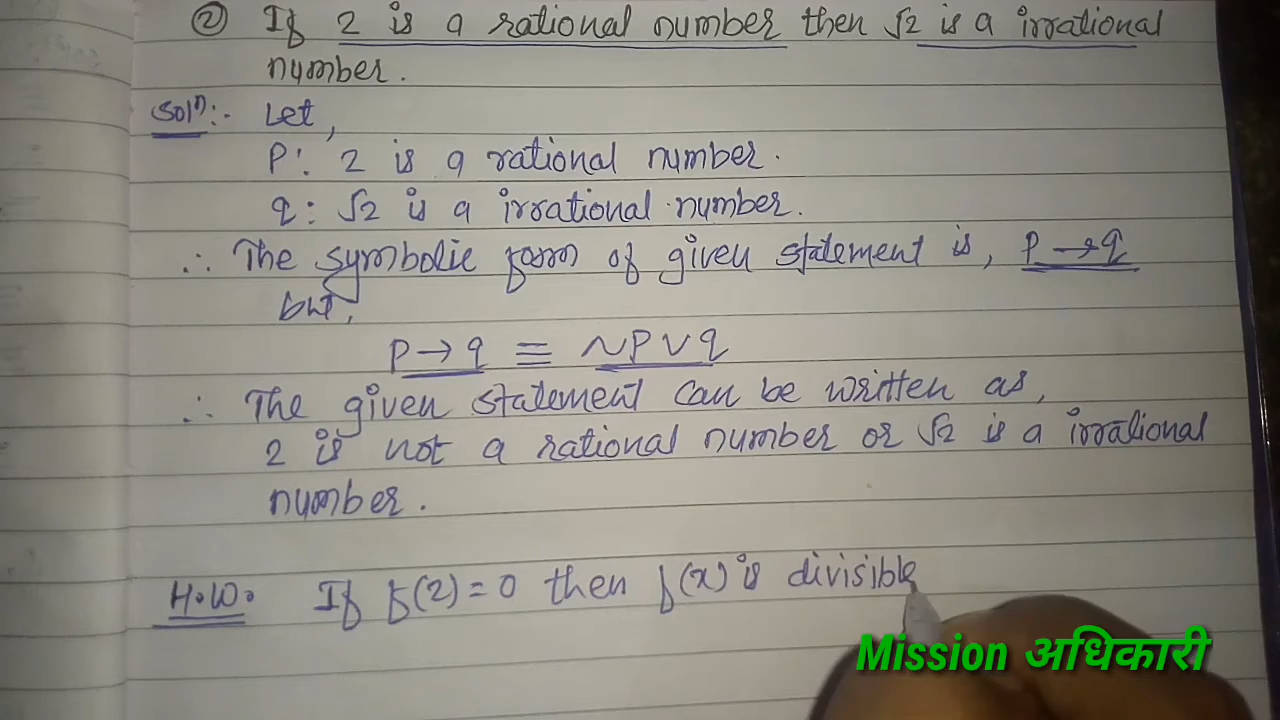 ② If 2 is a rational number then √2 is a irrational
number.
Solⁿ:- Let,
P: 2 is a rational number.
q: √2 is a irrational number.
∴ The symbolic form of given statement is, P → q
but,
P → q ≡ ~P ∨ q
∴ The given statement can be written as,
2 is not a rational number or √2 is a irrational
number.
H.W. If f(2) = 0 then f(x) is divisible
Mission अधिकारी